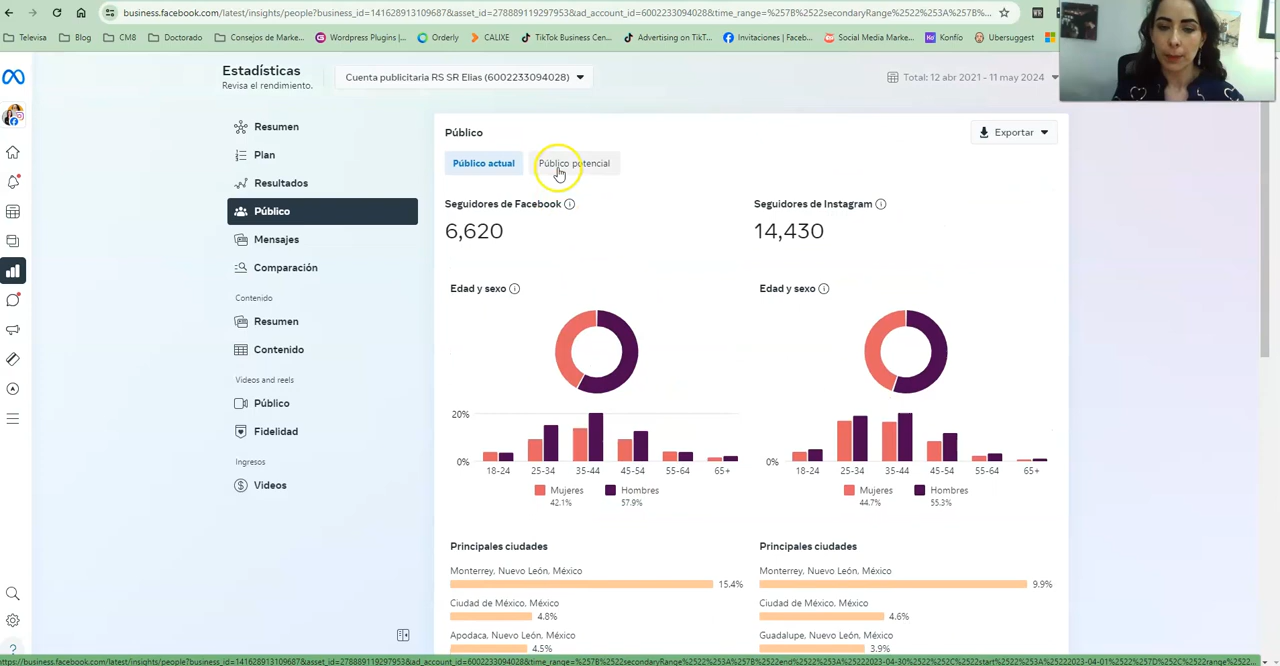 business.facebook.com/latest/insights/people?business_id=141628913109687&asset_id=278889119297953&ad_account_id=6002233094028&time_range=%257B%2522secondaryRange%2522%253A%257B%...
Televisa Blog CM8 Doctorado Consejos de Marke... Wordpress Plugins |... Orderly CALIXE TikTok Business Cen... Advertising on TikT... Invitaciones | Faceb... Social Media Market... Konfio Ubersuggest
Estadísticas
Revisa el rendimiento.
Cuenta publicitaria RS SR Elias (6002233094028)
Total: 12 abr 2021 - 11 may 2024
Resumen
Plan
Resultados
Público
Mensajes
Comparación
Contenido
Resumen
Contenido
Videos and reels
Público
Fidelidad
Ingresos
Videos
Público
Exportar
Público actual
Público potencial
Seguidores de Facebook
6,620
Seguidores de Instagram
14,430
Edad y sexo
20%
0%
18-24 25-34 35-44 45-54 55-64 65+
Mujeres Hombres
42.1% 57.9%
Edad y sexo
0%
18-24 25-34 35-44 45-54 55-64 65+
Mujeres Hombres
44.7% 55.3%
Principales ciudades
Monterrey, Nuevo León, México
15.4%
Ciudad de México, México
4.8%
Apodaca, Nuevo León, México
4.5%
Principales ciudades
Monterrey, Nuevo León, México
9.9%
Ciudad de México, México
4.6%
Guadalupe, Nuevo León, México
3.9%